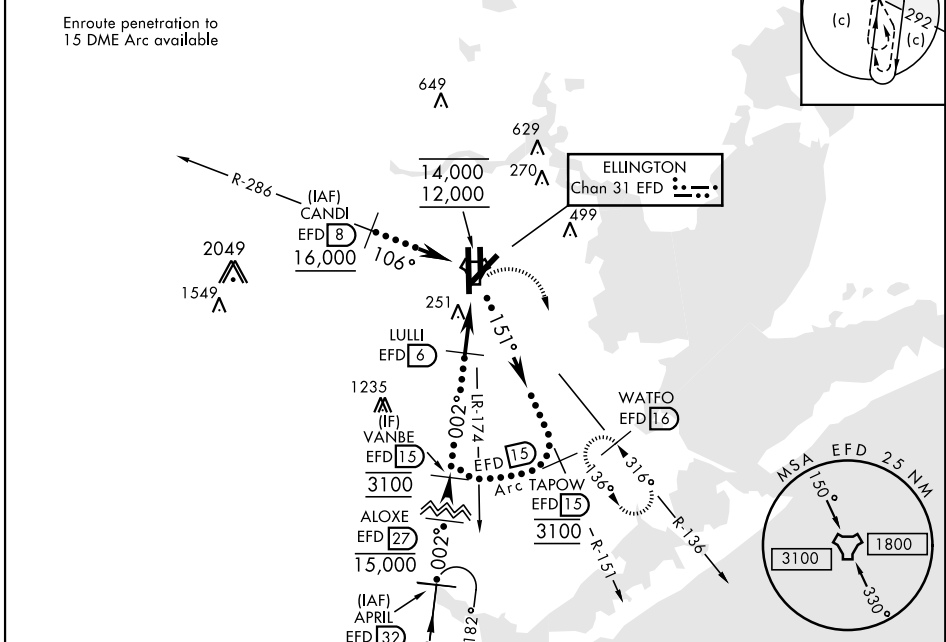 Enroute penetration to
15 DME Arc available
(c)
292
(c)
649
629
270
14,000
12,000
ELLINGTON
Chan 31 EFD
499
R-286
(IAF)
CANDI
EFD 8
16,000
106°
2049
1549
251
151°
LULLI
EFD 6
1235
(IF)
VANBE
EFD 15
3100
002°
R-174
EFD 15
Arc
TAPOW
EFD 15
3100
R-151
WATFO
EFD 16
136°
316°
R-136
ALOXE
EFD 27
15,000
002°
(IAF)
APRIL
EFD 32
182°
MSA EFD 25 NM
150°
3100
1800
330°